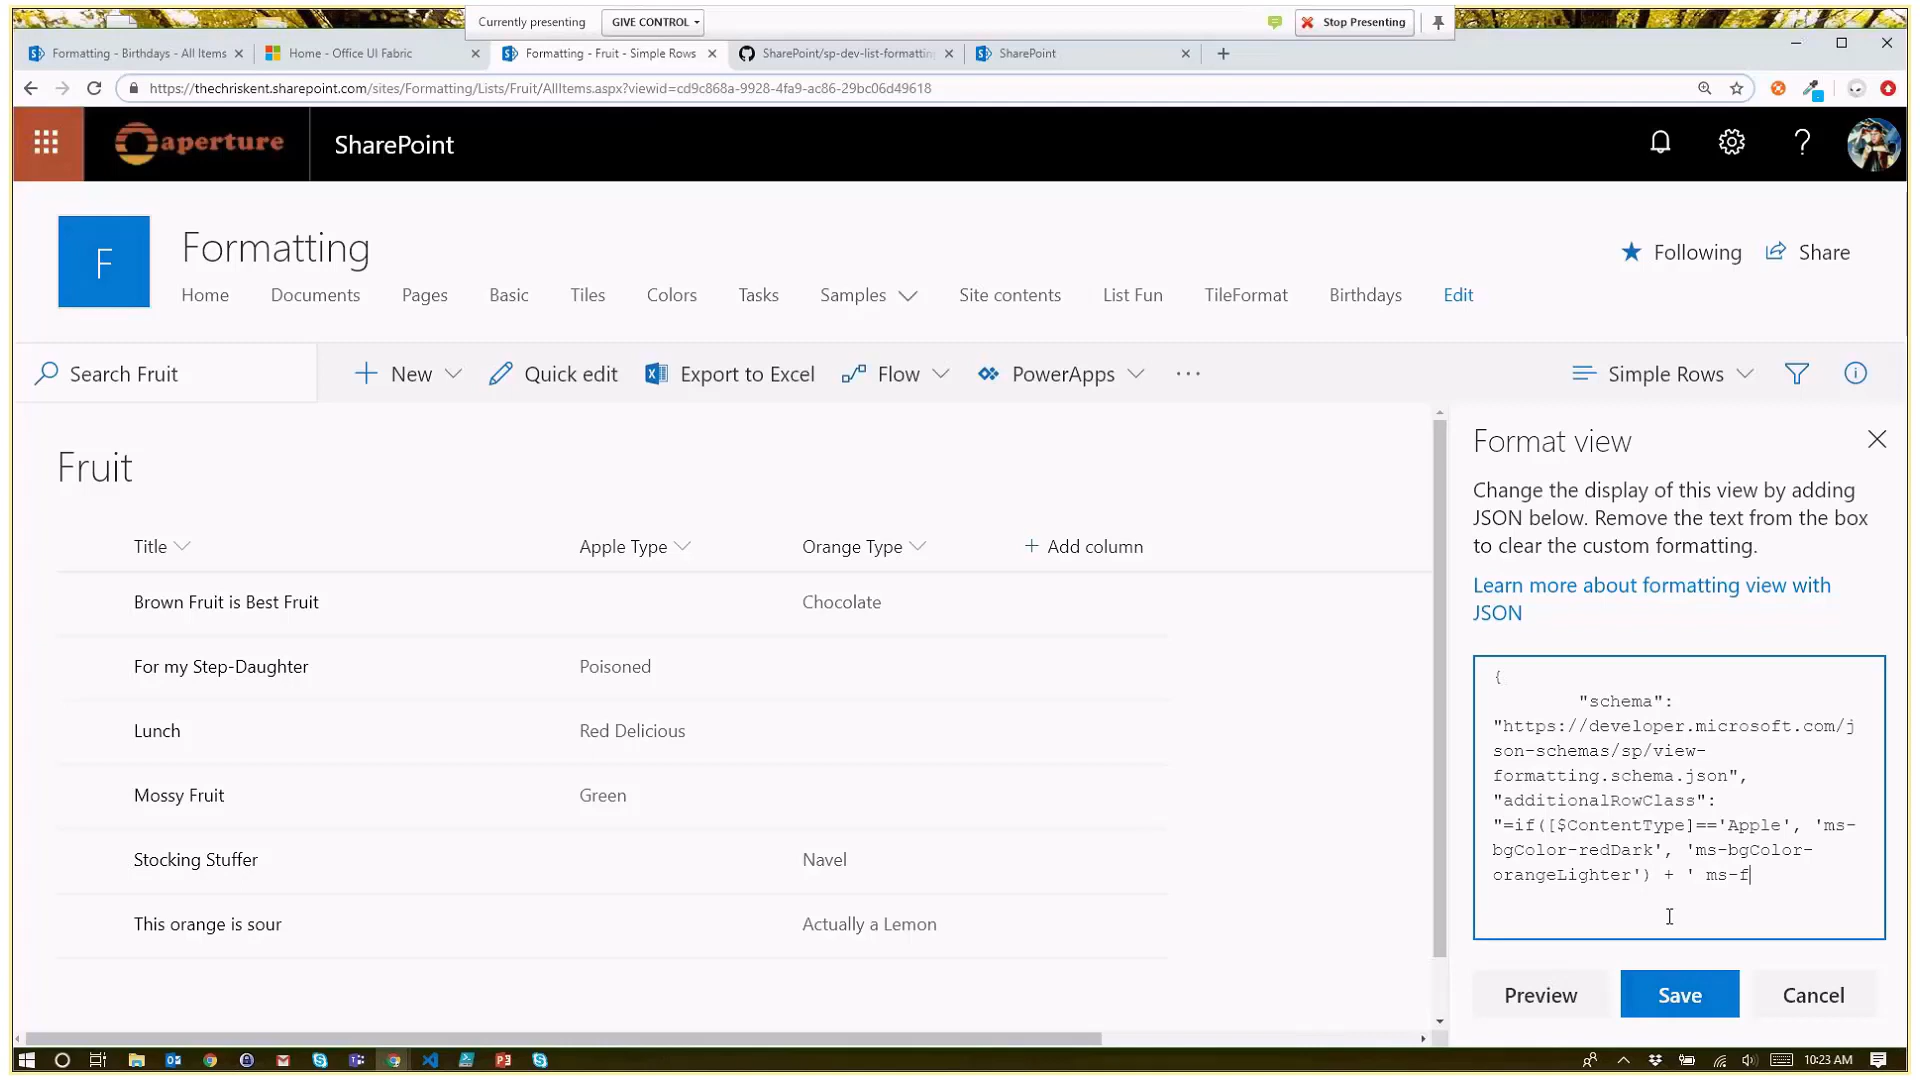 Currently presenting
GIVE CONTROL
Stop Presenting
Formatting - Birthdays - All Items
Home - Office UI Fabric
Formatting - Fruit - Simple Rows
SharePoint/sp-dev-list-formatting
SharePoint
https://thechriskent.sharepoint.com/sites/Formatting/Lists/Fruit/AllItems.aspx?viewid=cd9c868a-9928-4fa9-ac86-29bc06d49618
aperture
SharePoint
F
Formatting
Following
Share
Home
Documents
Pages
Basic
Tiles
Colors
Tasks
Samples
Site contents
List Fun
TileFormat
Birthdays
Edit
Search Fruit
New
Quick edit
Export to Excel
Flow
PowerApps
Simple Rows
Fruit
Title
Apple Type
Orange Type
+ Add column
Brown Fruit is Best Fruit
Chocolate
For my Step-Daughter
Poisoned
Lunch
Red Delicious
Mossy Fruit
Green
Stocking Stuffer
Navel
This orange is sour
Actually a Lemon
Format view
Change the display of this view by adding
JSON below. Remove the text from the box
to clear the custom formatting.
Learn more about formatting view with
JSON
{
"schema":
"https://developer.microsoft.com/j
son-schemas/sp/view-
formatting.schema.json",
"additionalRowClass":
"=if([$ContentType]=='Apple', 'ms-
bgColor-redDark', 'ms-bgColor-
orangeLighter') + ' ms-f
Preview
Save
Cancel
10:23 AM